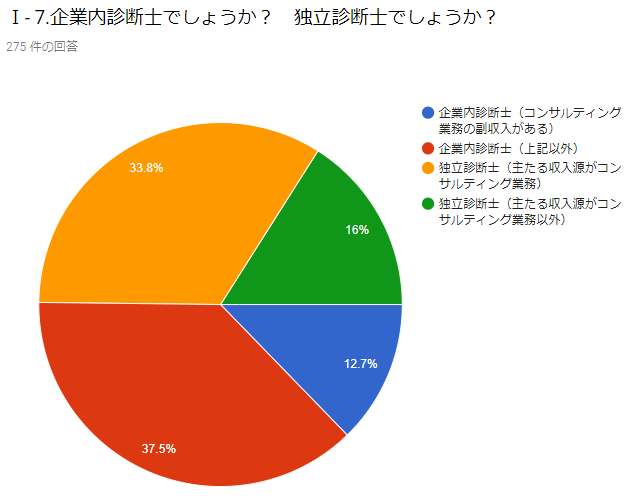 Ⅰ-7.企業内診断士でしょうか？　独立診断士でしょうか？
275 件の回答
企業内診断士（コンサルティング
業務の副収入がある）
企業内診断士（上記以外）
独立診断士（主たる収入源がコン
サルティング業務）
独立診断士（主たる収入源がコン
サルティング業務以外）
33.8%
16%
12.7%
37.5%